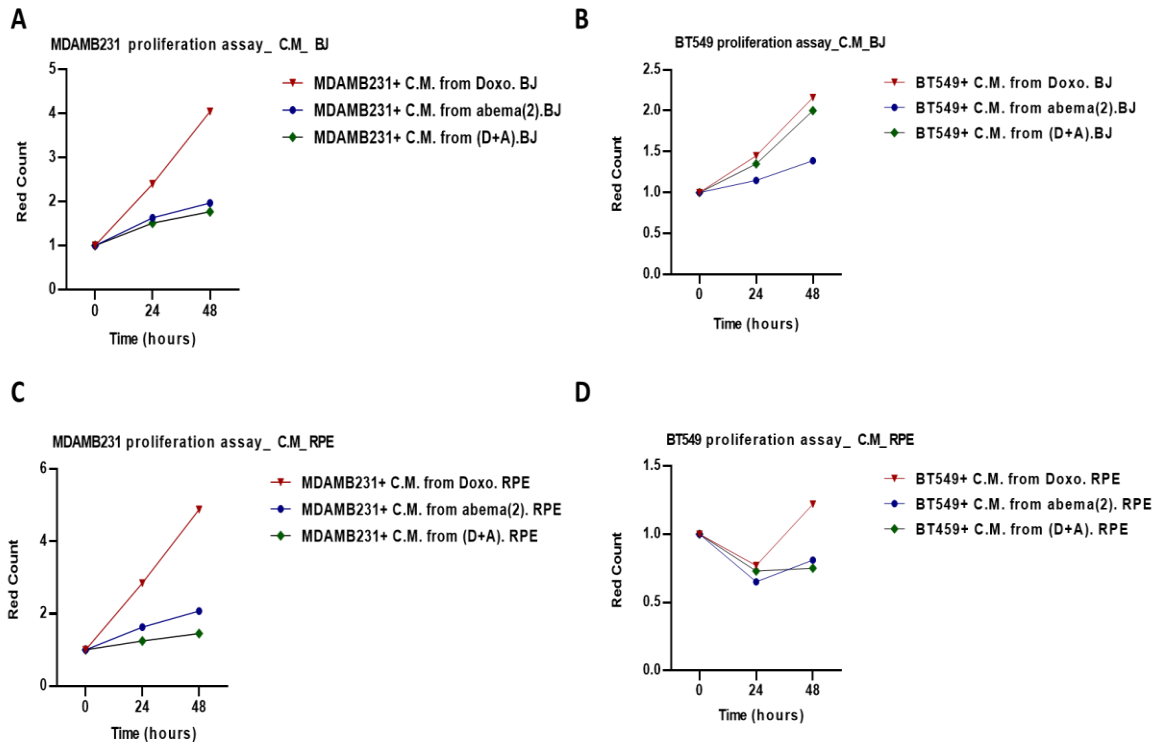 A
MDAMB231 proliferation assay_ C.M_ BJ
5
4
3
2
1
0
Red Count
0 24 48
Time (hours)
MDAMB231+ C.M. from Doxo. BJ
MDAMB231+ C.M. from abema(2).BJ
MDAMB231+ C.M. from (D+A).BJ
B
BT549 proliferation assay_C.M_BJ
2.5
2.0
1.5
1.0
0.5
0.0
Red Count
0 24 48
Time (hours)
BT549+ C.M. from Doxo. BJ
BT549+ C.M. from abema(2).BJ
BT549+ C.M. from (D+A).BJ
C
MDAMB231 proliferation assay_ C.M_RPE
6
4
2
0
Red Count
0 24 48
Time (hours)
MDAMB231+ C.M. from Doxo. RPE
MDAMB231+ C.M. from abema(2). RPE
MDAMB231+ C.M. from (D+A). RPE
D
BT549 proliferation assay_ C.M_RPE
1.5
1.0
0.5
0.0
Red Count
0 24 48
Time (hours)
BT549+ C.M. from Doxo. RPE
BT549+ C.M. from abema(2). RPE
BT459+ C.M. from (D+A). RPE